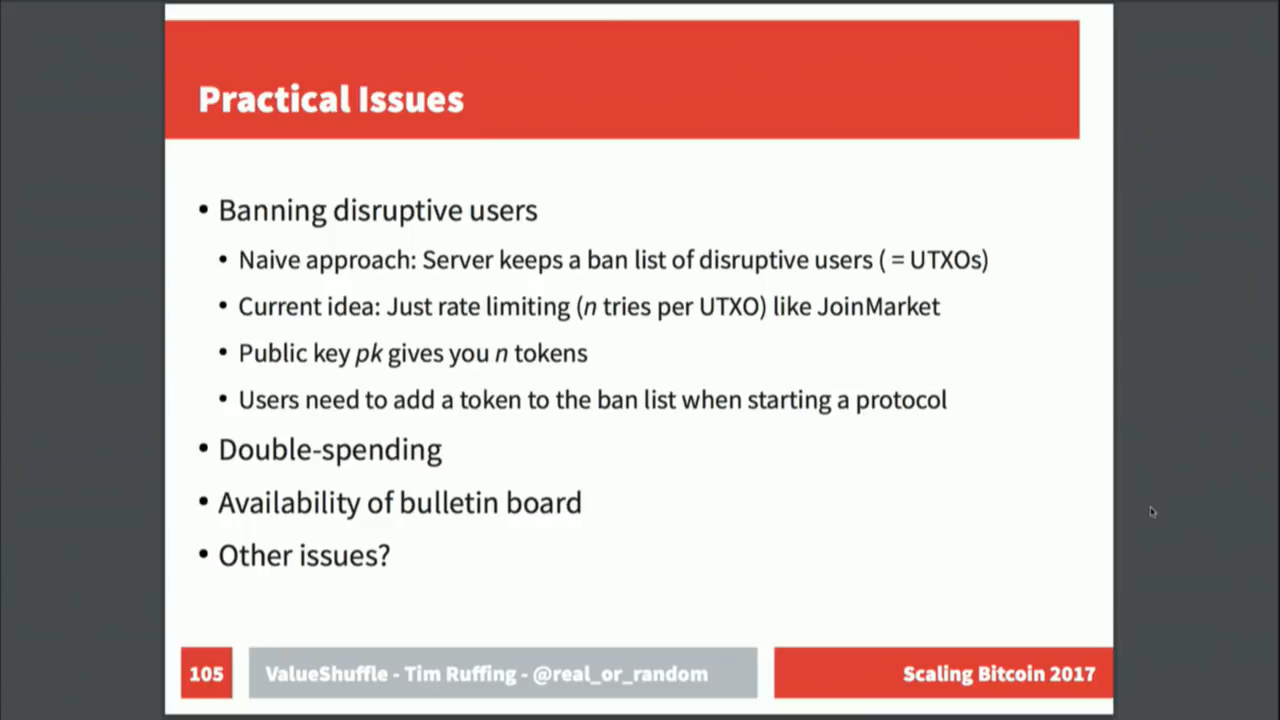 Practical Issues
• Banning disruptive users
• Naive approach: Server keeps a ban list of disruptive users ( = UTXOs)
• Current idea: Just rate limiting (n tries per UTXO) like JoinMarket
• Public key pk gives you n tokens
• Users need to add a token to the ban list when starting a protocol
• Double-spending
• Availability of bulletin board
• Other issues?
105
ValueShuffle - Tim Ruffing - @real_or_random
Scaling Bitcoin 2017